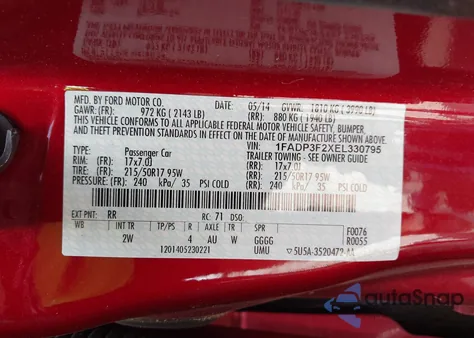 MFD. BY FORD MOTOR CO. 05/14 GVWR: 1810 KG (3990 LB)
GAWR: (FR): 972 KG ( 2143 LB) (RR): 880 KG ( 1940 LB)
THIS VEHICLE CONFORMS TO ALL APPLICABLE FEDERAL MOTOR VEHICLE SAFETY, BUMPER,
AND THEFT PREVENTION STANDARDS IN EFFECT ON THE DATE OF MANUFACTURE SHOWN ABOVE.
VIN: 1FADP3F2XEL330795
TYPE: Passenger Car TIRE/TOWING - SEE OWNER GUIDE
RIM: (FR): 17x7.0J (RR): 17x7.0J
TIRE: (FR): 215/50R17 95W (RR): 215/50R17 95W
PRESSURE: (FR): 240 kPa/ 35 PSI COLD (RR): 240 kPa/ 35 PSI COLD
EXT PNT: RR RC: 71 DSO: F0076
WB INT TR TP/PS R AXLE TR SPR R0055
2W 4 AU W GGGG
1201405230221 UMU 5U5A-3520472-AA
autoSnap